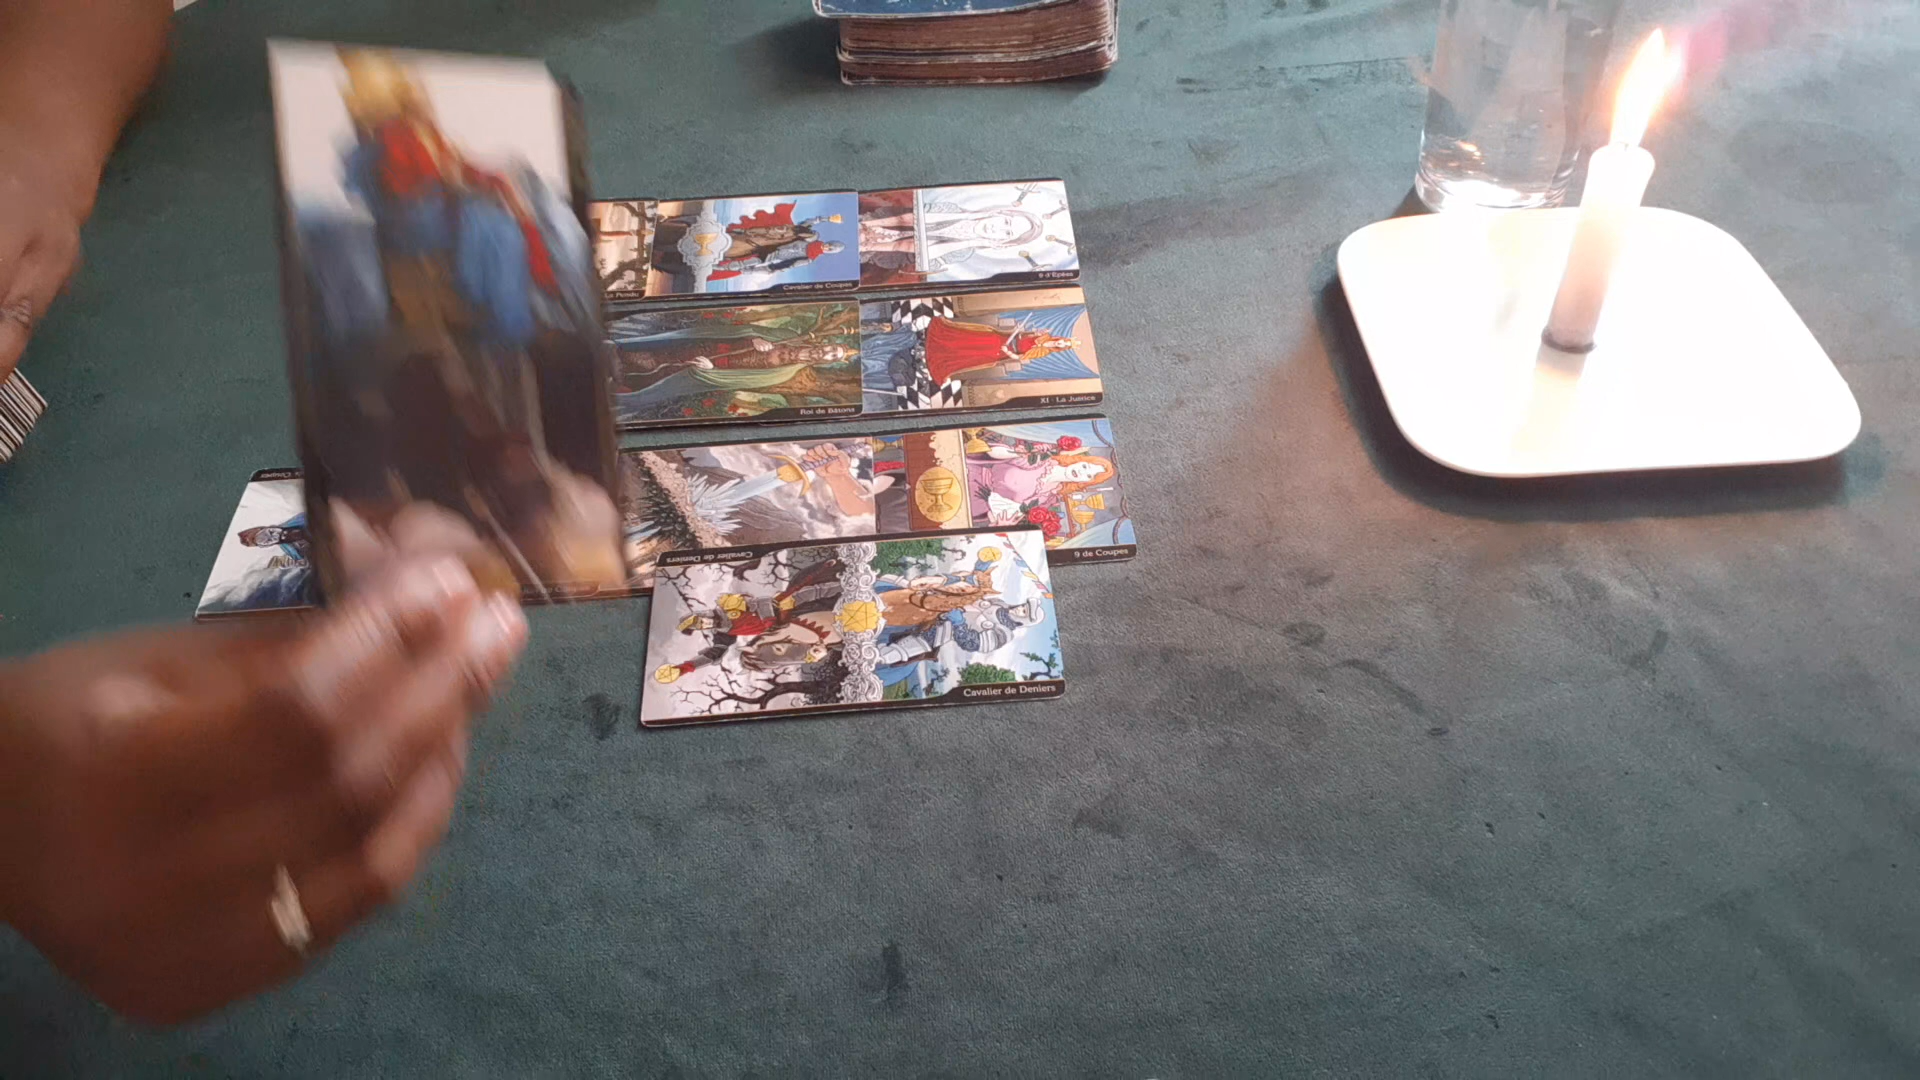 Le Pendu
Cavalier de Coupes
9 d'Épées
Roi de Bâtons
XI - La Justice
9 de Coupes
Cavalier de Deniers
Cavalier de Deniers